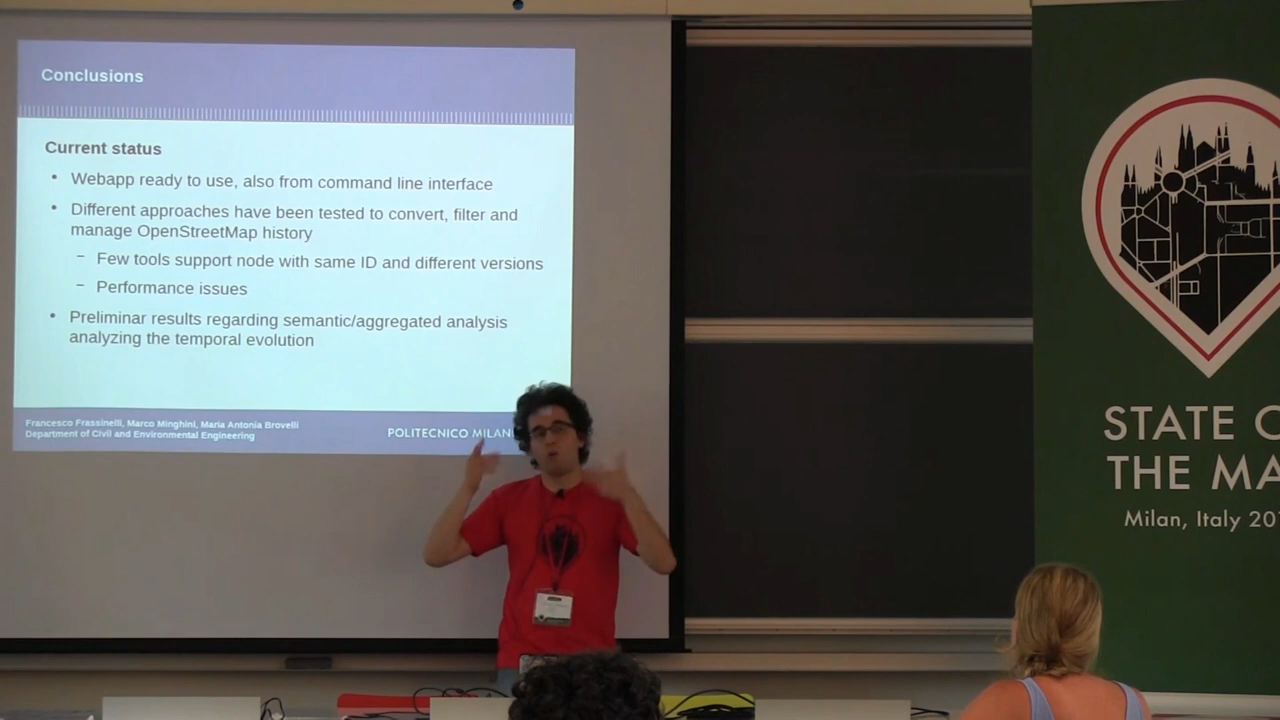 Conclusions
Current status
• Webapp ready to use, also from command line interface
• Different approaches have been tested to convert, filter and
manage OpenStreetMap history
– Few tools support node with same ID and different versions
– Performance issues
• Preliminar results regarding semantic/aggregated analysis
analyzing the temporal evolution
Francesco Frassinelli, Marco Minghini, Maria Antonia Brovelli
Department of Civil and Environmental Engineering
POLITECNICO MILAN
STATE O
THE MA
Milan, Italy 20